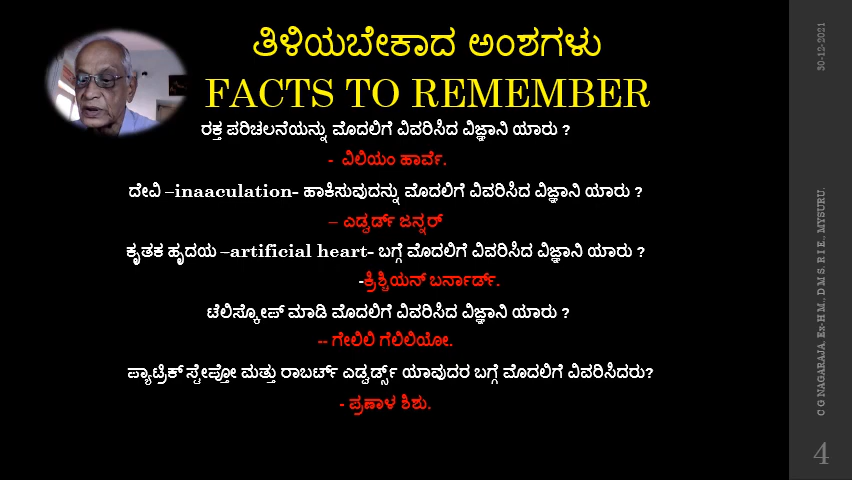 ತಿಳಿಯಬೇಕಾದ ಅಂಶಗಳು
FACTS TO REMEMBER
ರಕ್ತ ಪರಿಚಲನೆಯನ್ನು ಮೊದಲಿಗೆ ವಿವರಿಸಿದ ವಿಜ್ಞಾನಿ ಯಾರು ?
- ವಿಲಿಯಂ ಹಾರ್ವೆ.
ದೇವಿ –inaaculation- ಹಾಕಿಸುವುದನ್ನು ಮೊದಲಿಗೆ ವಿವರಿಸಿದ ವಿಜ್ಞಾನಿ ಯಾರು ?
– ಎಡ್ವರ್ಡ್ ಜನ್ನರ್
ಕೃತಕ ಹೃದಯ –artificial heart- ಬಗ್ಗೆ ಮೊದಲಿಗೆ ವಿವರಿಸಿದ ವಿಜ್ಞಾನಿ ಯಾರು ?
-ಕ್ರಿಶ್ಚಿಯನ್ ಬರ್ನಾರ್ಡ್.
ಟೆಲಿಸ್ಕೋಪ್ ಮಾಡಿ ಮೊದಲಿಗೆ ವಿವರಿಸಿದ ವಿಜ್ಞಾನಿ ಯಾರು ?
-- ಗೇಲಿಲಿ ಗೆಲಿಲಿಯೋ.
ಪ್ಯಾಟ್ರಿಕ್ ಸ್ಟೇಪ್ತೋ ಮತ್ತು ರಾಬರ್ಟ್ ಎಡ್ವರ್ಡ್ಸ್ ಯಾವುದರ ಬಗ್ಗೆ ಮೊದಲಿಗೆ ವಿವರಿಸಿದರು?
- ಪ್ರಣಾಳ ಶಿಶು.
30-12-2021
C G NAGARAJA, Ex-H M., D M S, R I E., MYSURU.
4